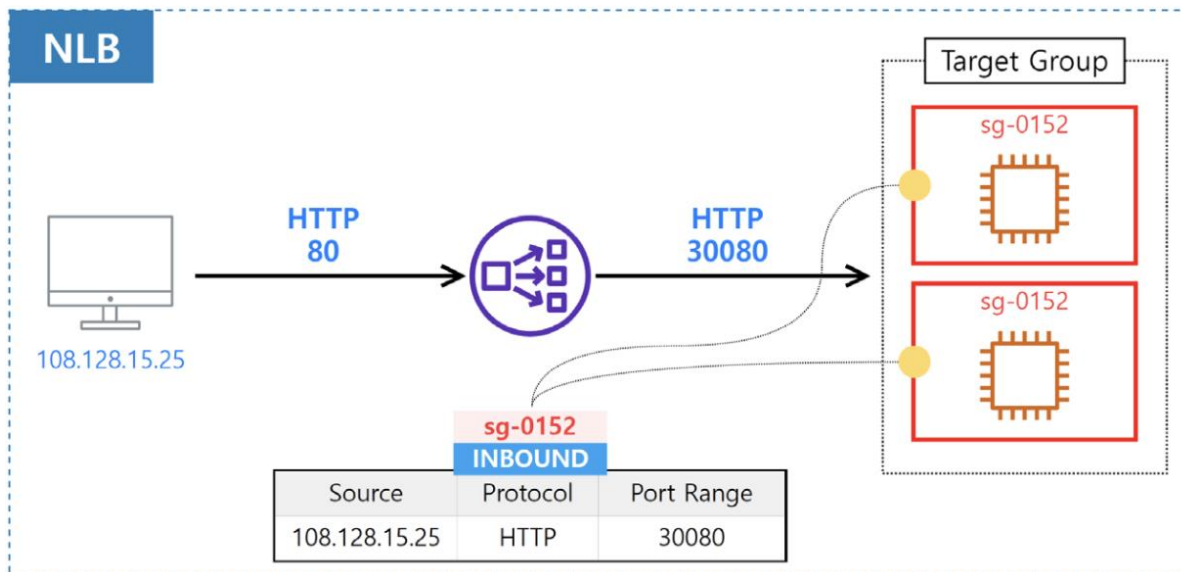 NLB
Target Group
sg-0152
HTTP
80
HTTP
30080
108.128.15.25
sg-0152
sg-0152
INBOUND
Source Protocol Port Range
108.128.15.25 HTTP 30080